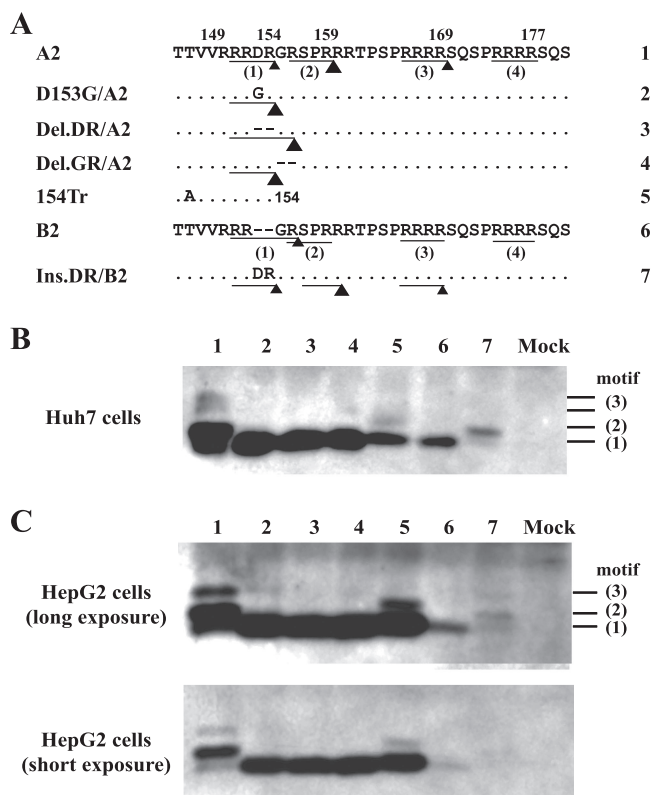 A
149 154 159 169 177
A2 TTVVRRRDRGRSPRRRTPSPRRRRSQSPRRRRSQS 1
(1) (2) (3) (4)
D153G/A2 . . . . . . . G . . . . . . . . . . . . . . . . . . . . . . . . . . 2
Del.DR/A2 . . . . . . . -- . . . . . . . . . . . . . . . . . . . . . . . . . . 3
Del.GR/A2 . . . . . . . . . -- . . . . . . . . . . . . . . . . . . . . . . . . 4
154Tr . A . . . . . . . 154 5
B2 TTVVRRR--GRSPRRRTPSPRRRRSQSPRRRRSQS 6
(1) (2) (3) (4)
Ins.DR/B2 . . . . . . . DR . . . . . . . . . . . . . . . . . . . . . . . . . . 7
B
1 2 3 4 5 6 7 Mock
motif
Huh7 cells
(3)
(2)
(1)
C
1 2 3 4 5 6 7 Mock
motif
HepG2 cells
(long exposure)
(3)
(2)
(1)
HepG2 cells
(short exposure)